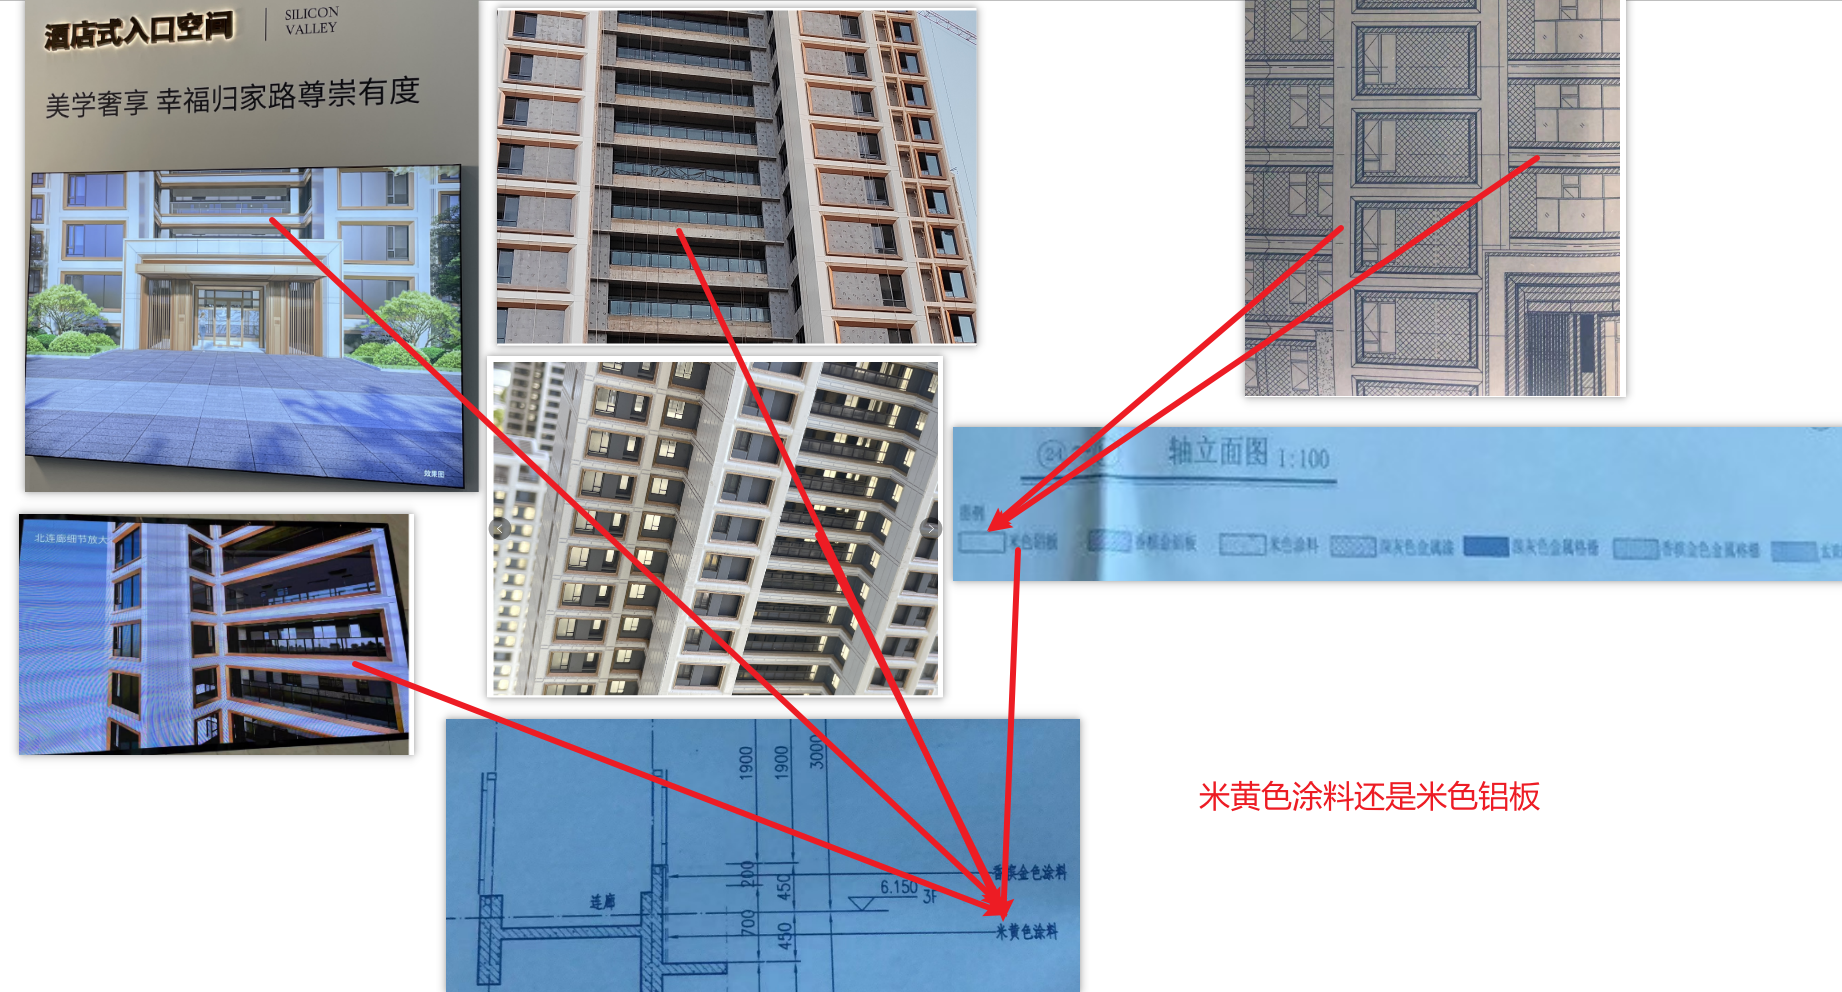 酒店式入口空间
SILICON
VALLEY
美学奢享 幸福归家路尊崇有度
效果图
北连廊细节放大
轴立面图 1:100
图例
米色铝板
香槟金铝板
米色涂料
深灰色金属漆
深灰色金属格栅
香槟金色金属格栅
米黄色涂料还是米色铝板
1900
1900
3000
200
450
700
450
连廊
6.150
3F
香槟金色涂料
米黄色涂料